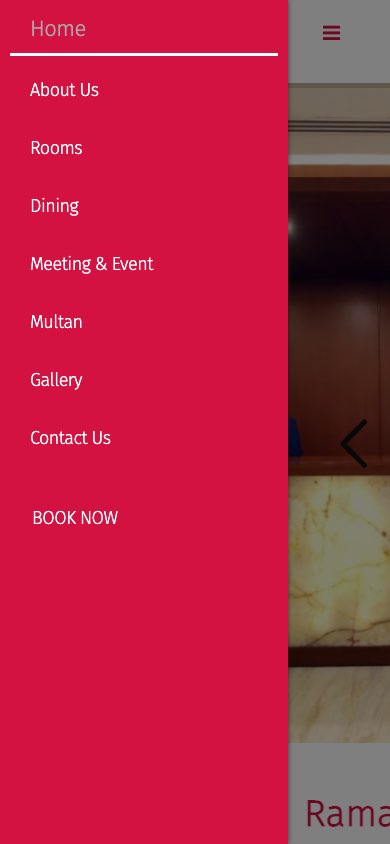 Home
About Us
Rooms
Dining
Meeting & Event
Multan
Gallery
Contact Us
BOOK NOW